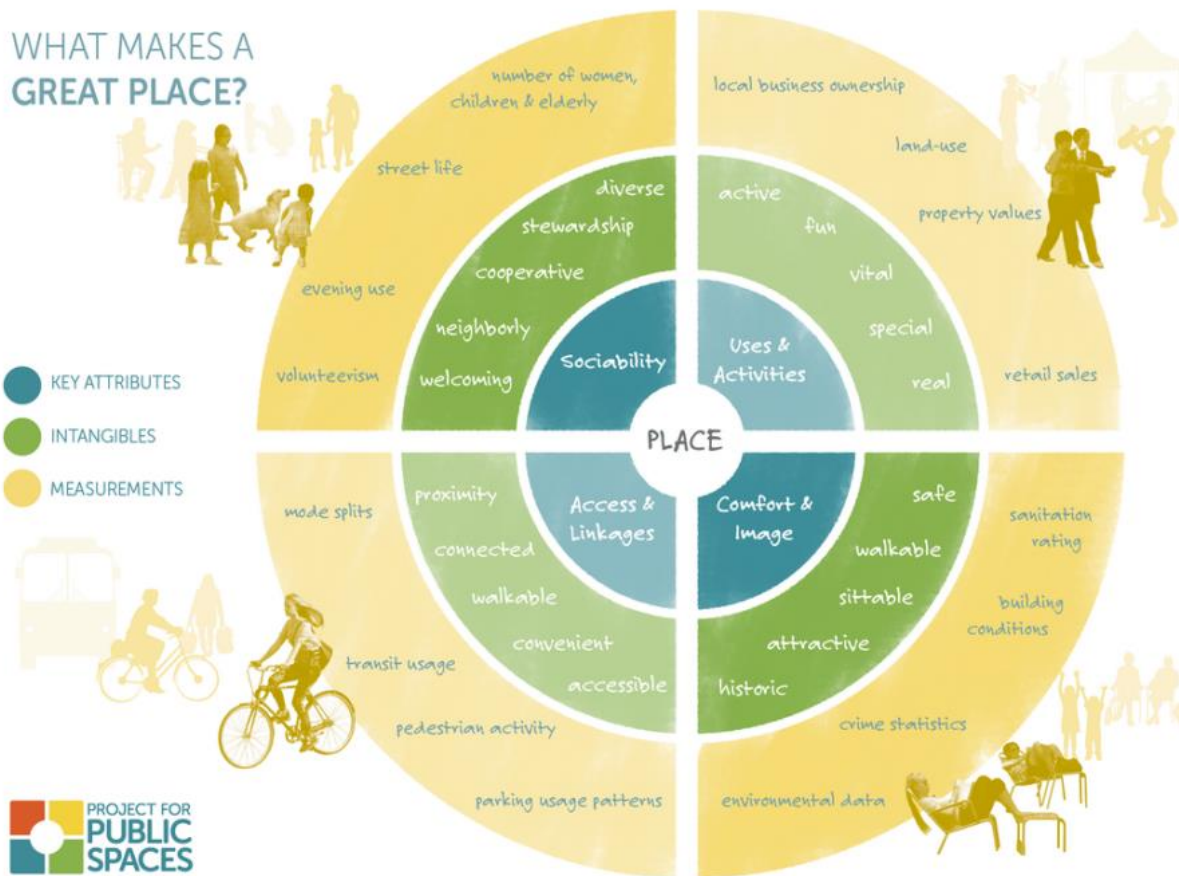 WHAT MAKES A
GREAT PLACE?
number of women,
children & elderly
street life
evening use
volunteerism
diverse
stewardship
cooperative
neighborly
welcoming
Sociability
local business ownership
land-use
property values
retail sales
active
fun
vital
special
real
Uses &
Activities
PLACE
KEY ATTRIBUTES
INTANGIBLES
MEASUREMENTS
Access &
Linkages
proximity
connected
walkable
convenient
accessible
mode splits
transit usage
pedestrian activity
parking usage patterns
Comfort &
Image
safe
walkable
sittable
attractive
historic
sanitation
rating
building
conditions
crime statistics
environmental data
PROJECT FOR
PUBLIC
SPACES